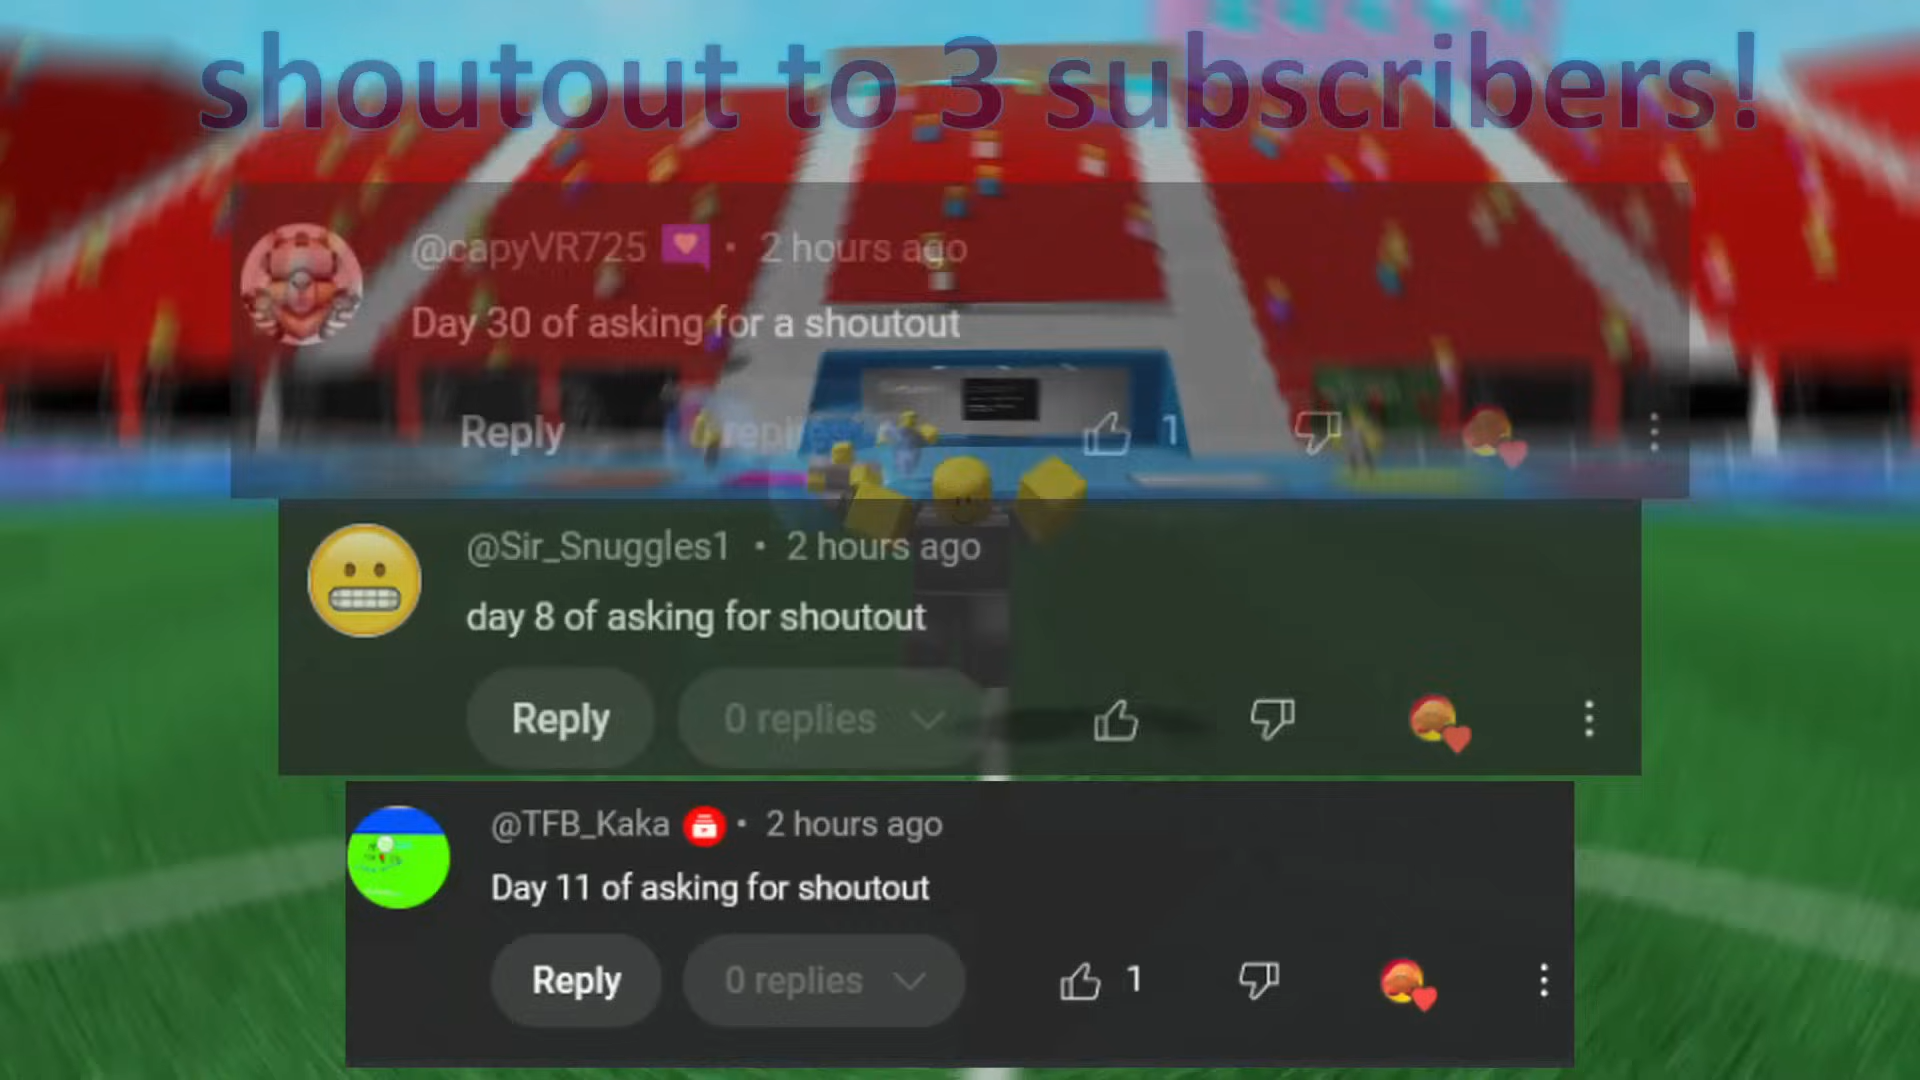 shoutout to 3 subscribers!
@capyVR725 • 2 hours ago
Day 30 of asking for a shoutout
Reply replies 1
@Sir_Snuggles1 • 2 hours ago
day 8 of asking for shoutout
Reply 0 replies
@TFB_Kaka • 2 hours ago
Day 11 of asking for shoutout
Reply 0 replies 1